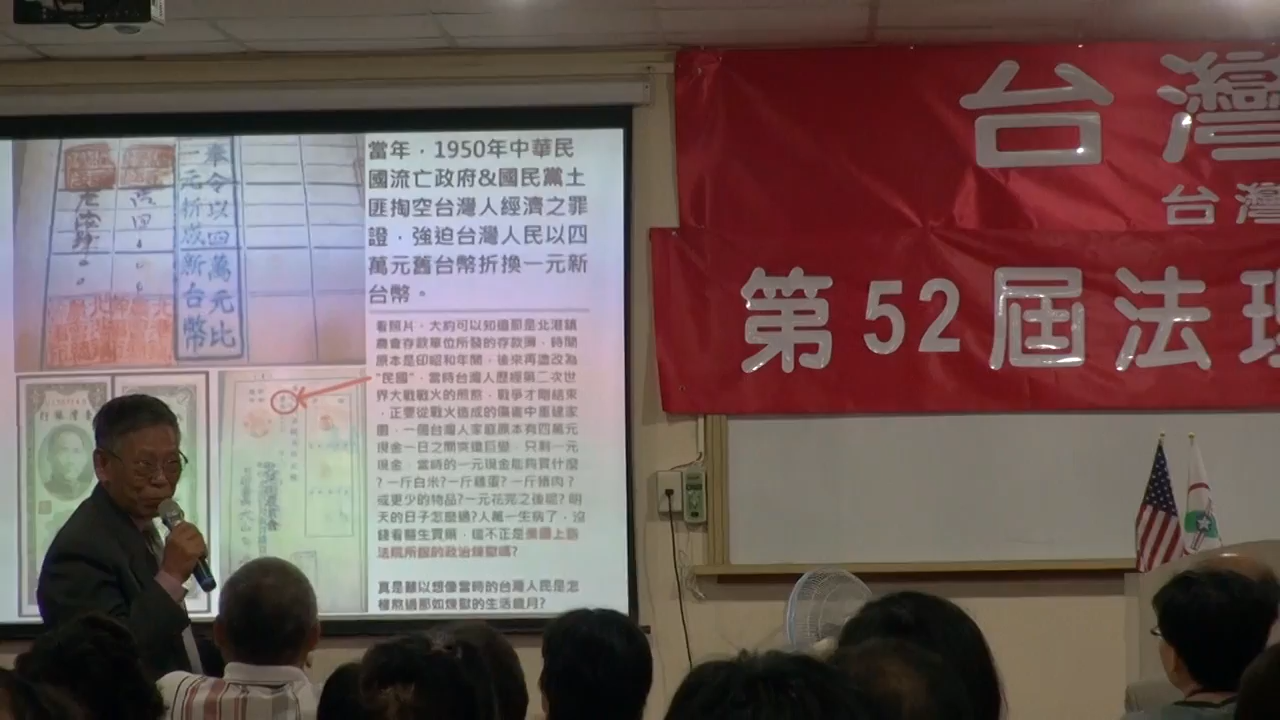 當年，1950年中華民
國流亡政府&國民黨土
匪掏空台灣人經濟之罪
證，強迫台灣人民以四
萬元舊台幣折換一元新
台幣。
看照片，大約可以知道原是北港鎮
農會存款單位所發的存款簿，時間
原本是印昭和年間，後來再塗改為
"民國"，當時台灣人歷經第二次世
界大戰戰火的煎熬，戰爭才剛結束
，正要從戰火造成的傷害中重建家
園，一個台灣人家庭原本有四萬元
現金一日之間突遭巨變，只剩一元
現金，當時的一元現金能夠買什麼
？一斤白米?一斤雞蛋？一斤豬肉？
或更少的物品?一元花完之後呢？明
天的日子怎麼過?人萬一生病了，沒
錢看醫生買藥，這不正是美國上訴
法院所說的政治煉獄嗎?
真是難以想像當時的台灣人民是怎
樣熬過那如煉獄的生活歲月?
奉令以四萬元比
一元折成新台幣
台灣
台灣
第52屆法理